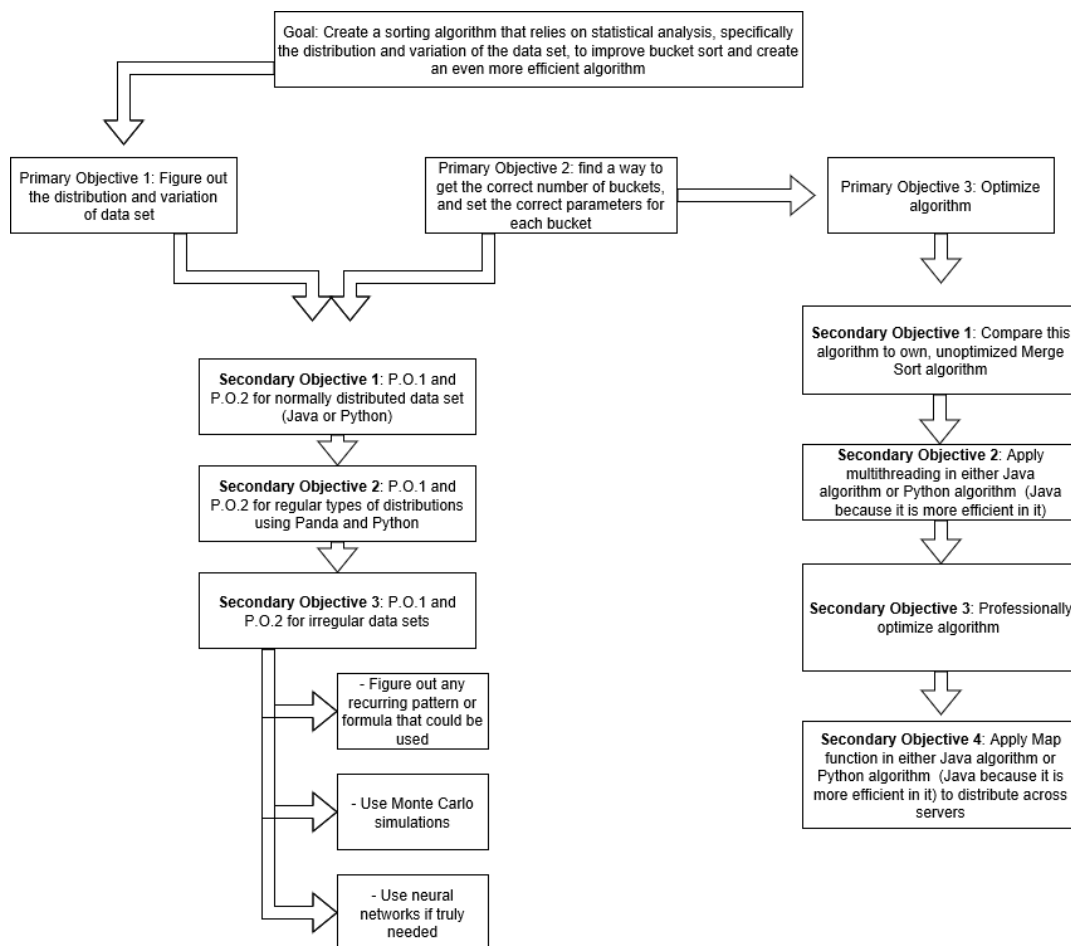 Goal: Create a sorting algorithm that relies on statistical analysis, specifically
the distribution and variation of the data set, to improve bucket sort and create
an even more efficient algorithm
Primary Objective 1: Figure out
the distribution and variation
of data set
Primary Objective 2: find a way to
get the correct number of buckets,
and set the correct parameters for
each bucket
Primary Objective 3: Optimize
algorithm
Secondary Objective 1: P.O.1 and
P.O.2 for normally distributed data set
(Java or Python)
Secondary Objective 2: P.O.1 and
P.O.2 for regular types of distributions
using Panda and Python
Secondary Objective 3: P.O.1 and
P.O.2 for irregular data sets
- Figure out any
recurring pattern or
formula that could be
used
- Use Monte Carlo
simulations
- Use neural
networks if truly
needed
Secondary Objective 1: Compare this
algorithm to own, unoptimized Merge
Sort algorithm
Secondary Objective 2: Apply
multithreading in either Java
algorithm or Python algorithm (Java
because it is more efficient in it)
Secondary Objective 3: Professionally
optimize algorithm
Secondary Objective 4: Apply Map
function in either Java algorithm or
Python algorithm (Java because it is
more efficient in it) to distribute across
servers